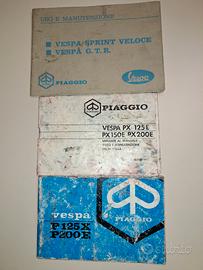 USO E MANUTENZIONE
VESPA/SPRINT VELOCE
VESPA G.T.R.
PIAGGIO
Vespa
PIAGGIO
VESPA PX 125 E
PX 150 E PX 200 E
vespa
P 125 X
P 200 E
PIAGGIO
subito